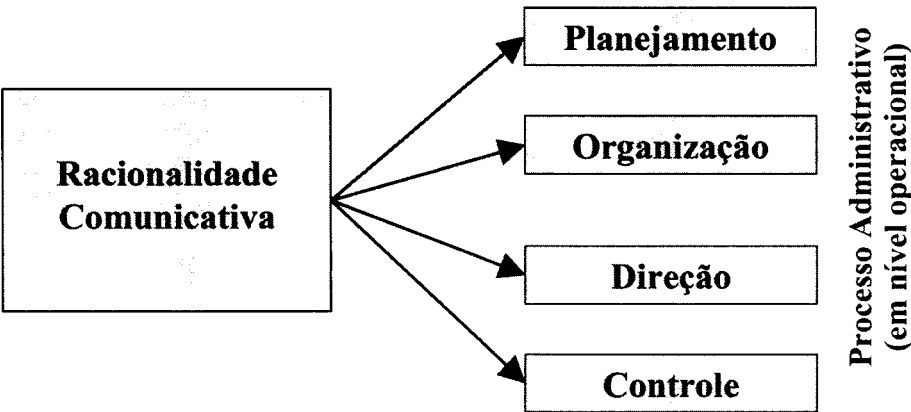 Racionalidade
Comunicativa
Planejamento
Organização
Direção
Controle
Processo Administrativo
(em nível operacional)